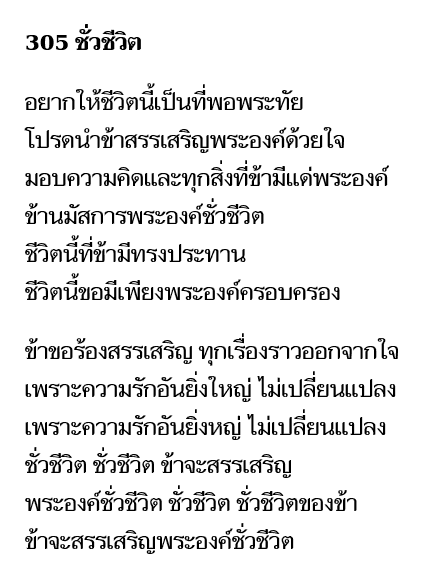 305 ชั่วชีวิต
อยากให้ชีวิตนี้เป็นที่พอพระทัย
โปรดนำข้าสรรเสริญพระองค์ด้วยใจ
มอบความคิดและทุกสิ่งที่ข้ามีแด่พระองค์
ข้านมัสการพระองค์ชั่วชีวิต
ชีวิตนี้ที่ข้ามีทรงประทาน
ชีวิตนี้ขอมีเพียงพระองค์ครอบครอง
ข้าขอร้องสรรเสริญ ทุกเรื่องราวออกจากใจ
เพราะความรักอันยิ่งใหญ่ ไม่เปลี่ยนแปลง
เพราะความรักอันยิ่งหญ่ ไม่เปลี่ยนแปลง
ชั่วชีวิต ชั่วชีวิต ข้าจะสรรเสริญ
พระองค์ชั่วชีวิต ชั่วชีวิต ชั่วชีวิตของข้า
ข้าจะสรรเสริญพระองค์ชั่วชีวิต